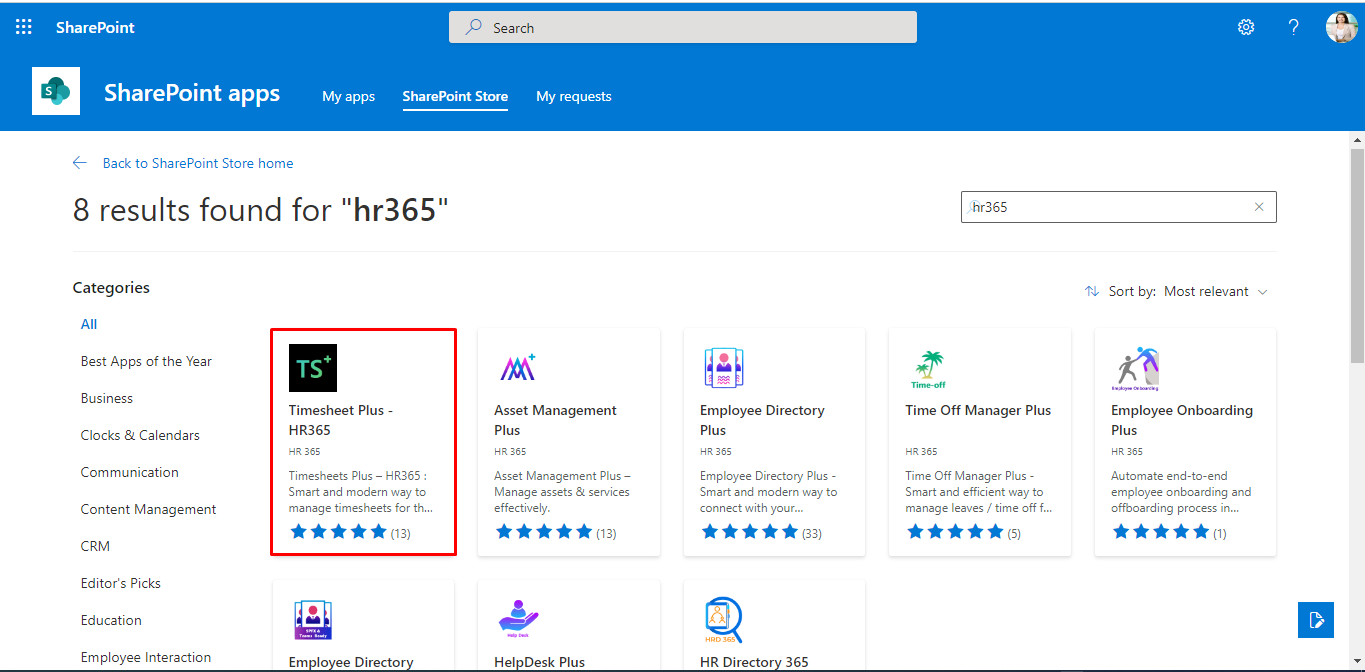 SharePoint
Search
SharePoint apps
My apps
SharePoint Store
My requests
Back to SharePoint Store home
8 results found for "hr365"
hr365
Categories
Sort by: Most relevant
All
Best Apps of the Year
Business
Clocks & Calendars
Communication
Content Management
CRM
Editor's Picks
Education
Employee Interaction
TS+
Timesheet Plus -
HR365
HR 365
Timesheets Plus – HR365 :
Smart and modern way to
manage timesheets for th...
(13)
Asset Management
Plus
HR 365
Asset Management Plus –
Manage assets & services
effectively.
(13)
Employee Directory
Plus
HR 365
Employee Directory Plus -
Smart and modern way to
connect with your...
(33)
Time-off
Time Off Manager Plus
HR 365
Time Off Manager Plus -
Smart and efficient way to
manage leaves / time off f...
(5)
Employee Onboarding
Employee Onboarding
Plus
HR 365
Automate end-to-end
employee onboarding and
offboarding process in...
(1)
SPFX &
Teams Ready
Employee Directory
Help Desk
HelpDesk Plus
HRD 365
HR Directory 365